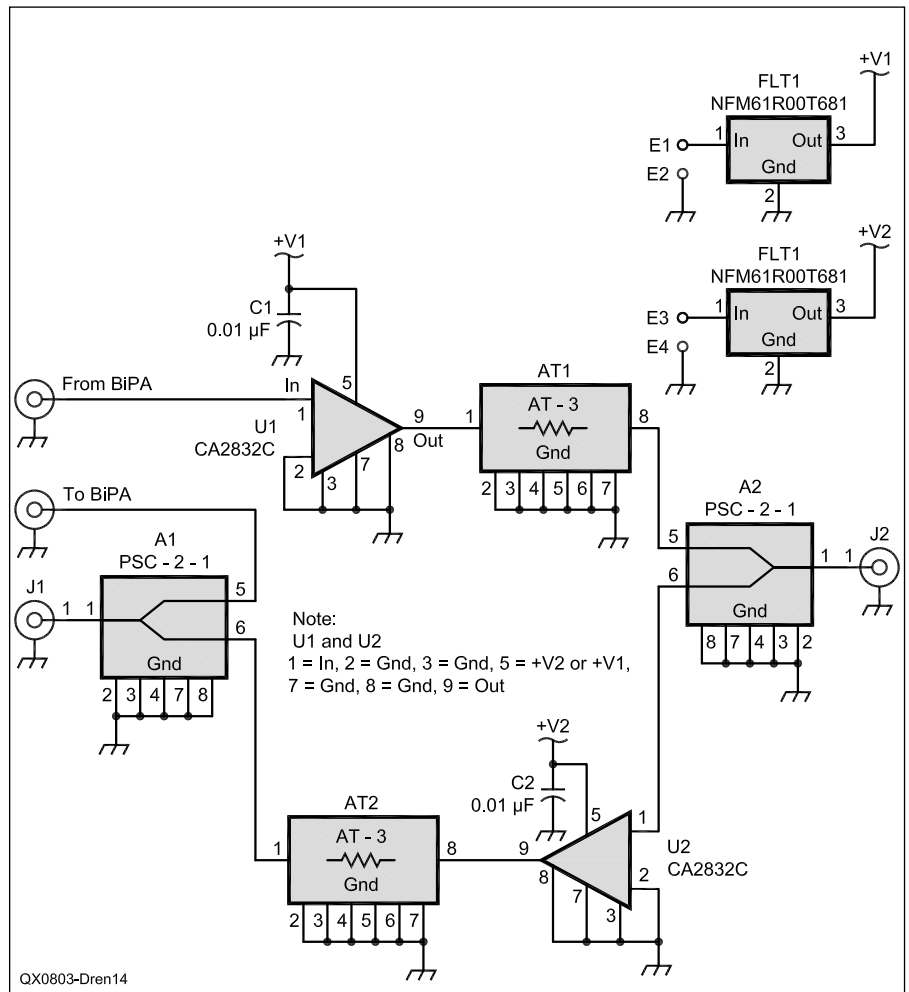 +V1
FLT1
NFM61R00T681
E1
1
In
Out
3
Gnd
E2
2
+V2
FLT1
NFM61R00T681
E3
1
In
Out
3
Gnd
E4
2
+V1
C1
0.01 µF
From BiPA
In
1
5
U1
CA2832C
2
3
7
8
9
Out
AT1
1
AT - 3
8
Gnd
2 3 4 5 6 7
To BiPA
A1
PSC - 2 - 1
J1
1 1
5
6
Gnd
2 3 4 7 8
A2
PSC - 2 - 1
5
6
1 1
J2
Gnd
8 7 4 3 2
Note:
U1 and U2
1 = In, 2 = Gnd, 3 = Gnd, 5 = +V2 or +V1,
7 = Gnd, 8 = Gnd, 9 = Out
+V2
C2
0.01 µF
5
1
U2
CA2832C
2
3
7
8
9
AT2
1
AT - 3
8
Gnd
2 3 4 5 6 7
QX0803-Dren14